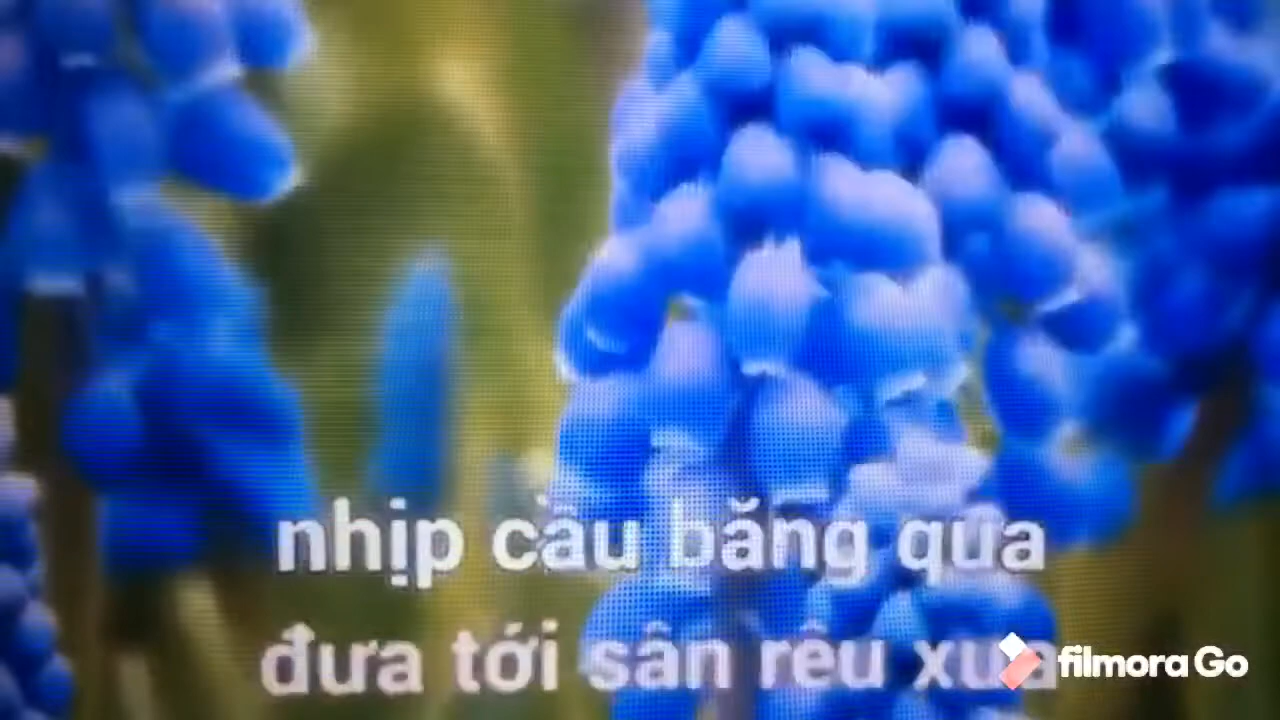 nhịp cầu băng qua
đưa tới sân rêu xưa
filmora Go